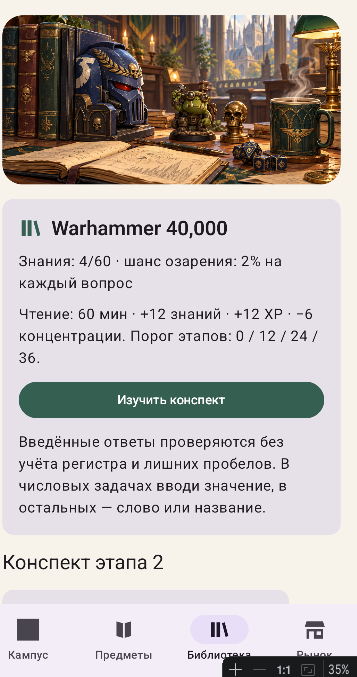 Warhammer 40,000
Знания: 4/60 · шанс озарения: 2% на
каждый вопрос
Чтение: 60 мин · +12 знаний · +12 XP · −6
концентрации. Порог этапов: 0 / 12 / 24 /
36.
Изучить конспект
Введённые ответы проверяются без
учёта регистра и лишних пробелов. В
числовых задачах вводи значение, в
остальных — слово или название.
Конспект этапа 2
Кампус Предметы Библиотека Рынок
1:1 35%